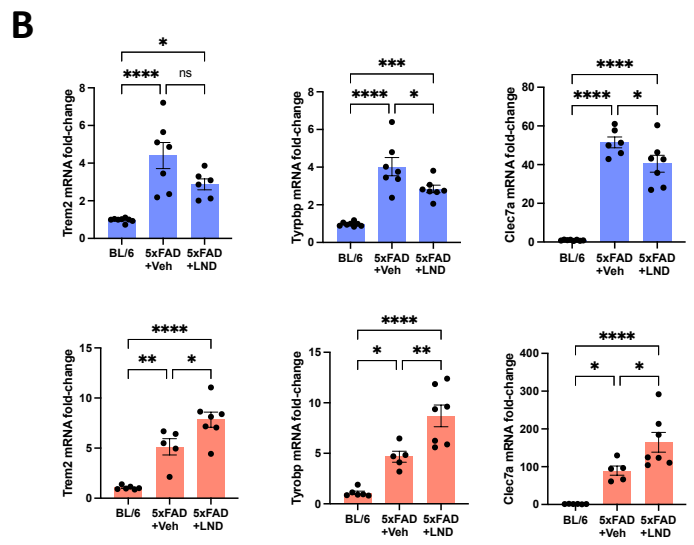 B
*
**** ns
Trem2 mRNA fold-change
8
6
4
2
0
BL/6 5xFAD +Veh 5xFAD +LND
***
**** *
Tyrpbp mRNA fold-change
8
6
4
2
0
BL/6 5xFAD +Veh 5xFAD +LND
****
**** *
Clec7a mRNA fold-change
80
60
40
20
0
BL/6 5xFAD +Veh 5xFAD +LND
****
** *
Trem2 mRNA fold-change
15
10
5
0
BL/6 5xFAD +Veh 5xFAD +LND
****
* **
Tyrobp mRNA fold-change
15
10
5
0
BL/6 5xFAD +Veh 5xFAD +LND
****
* *
Clec7a mRNA fold-change
400
300
200
100
0
BL/6 5xFAD +Veh 5xFAD +LND